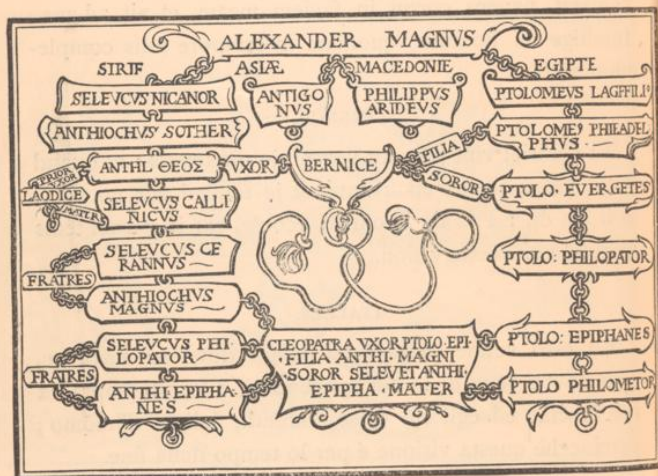 ALEXANDER MAGNVS
SIRIE ASIÆ MACEDONIE EGIPTE
SELEVCVS NICANOR
ANTIGO
NVS
PHILIPPVS
ARIDEVS
PTOLOMEVS LAGFFILIꝰ
ANTHIOCHVS SOTHER
PTOLOMEꝰ PHILADEL
PHVS
FILIA
ANTHI. ΘΕΟΣ
VXOR
BERNICE
PRIOR
VXOR
LAODICE
MATER
SOROR
PTOLO · EVERGETES
SELEVCVS CALLI
NICVS
SELEVCVS CE
RANNVS
PTOLO: PHILOPATOR
FRATRES
ANTHIOCHVS
MAGNVS
SELEVCVS PHI
LOPATOR
CLEOPATRA VXOR PTOLO · EPI
· FILIA ANTHI · MAGNI
SOROR SELEV ET ANTHI ·
EPIPHA · MATER
PTOLO: EPIPHANES
FRATRES
ANTHI · EPIPHA
NES
PTOLO PHILOMETOR